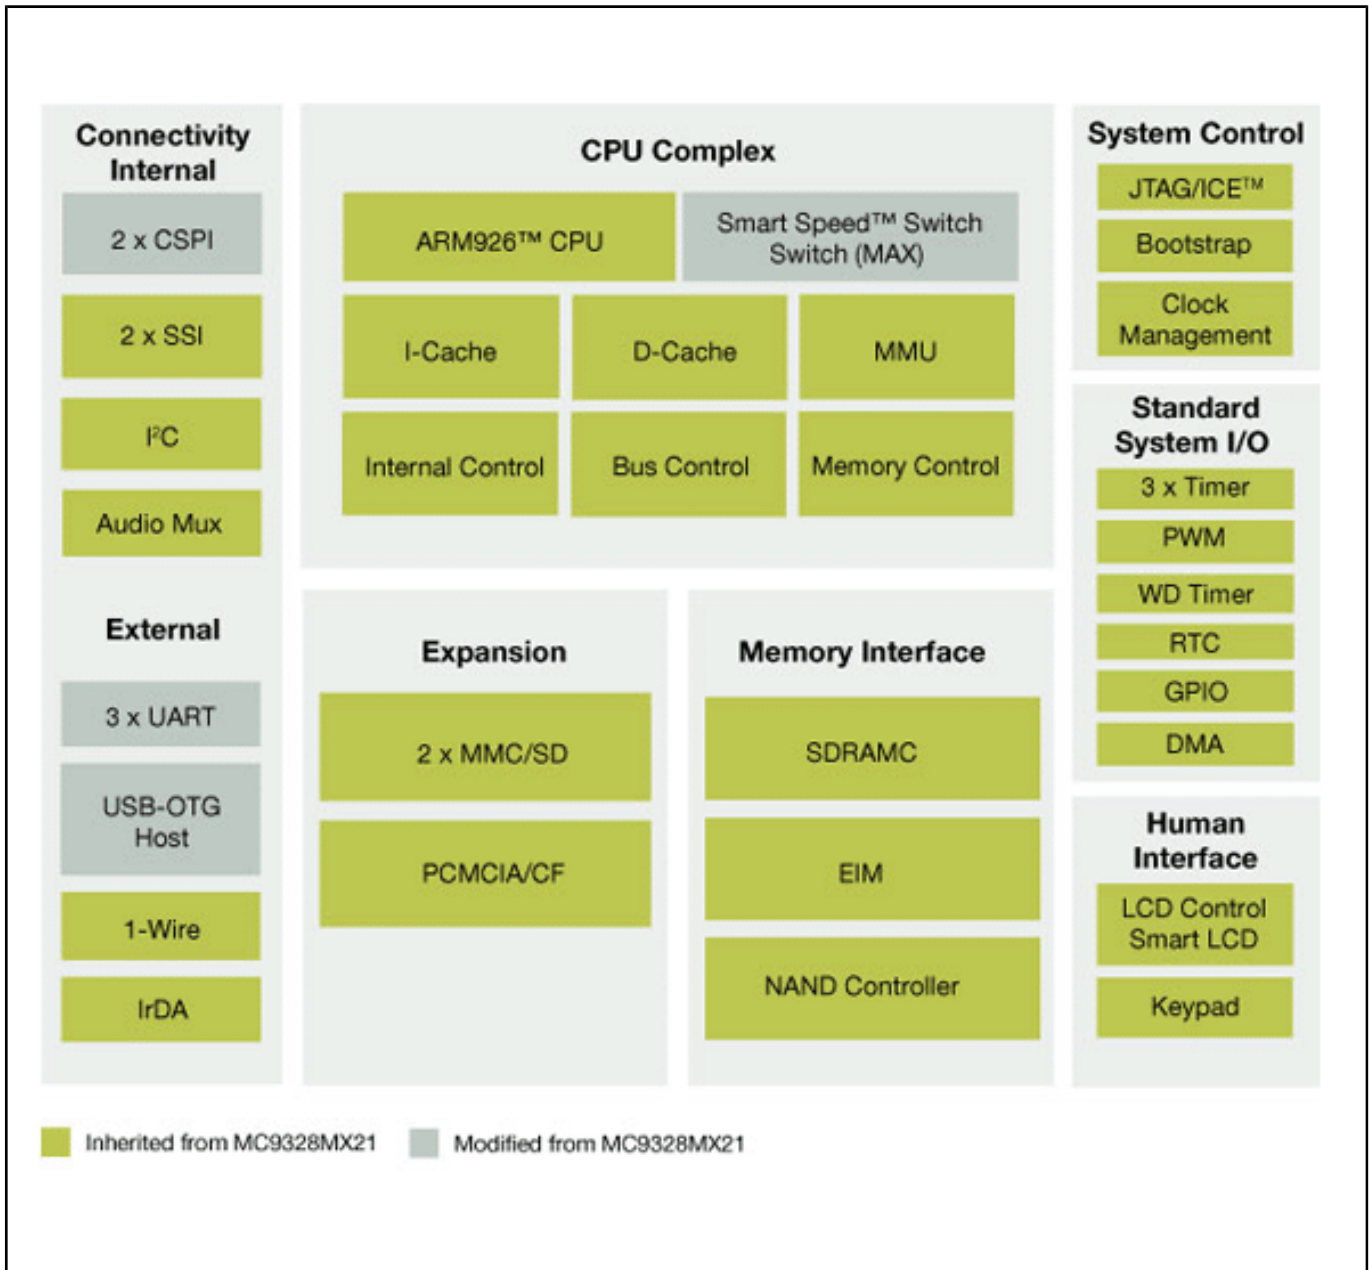 Connectivity
Internal
2 x CSPI
2 x SSI
I²C
Audio Mux
External
3 x UART
USB-OTG
Host
1-Wire
IrDA
CPU Complex
ARM926™ CPU
Smart Speed™ Switch
Switch (MAX)
I-Cache
D-Cache
MMU
Internal Control
Bus Control
Memory Control
Expansion
2 x MMC/SD
PCMCIA/CF
Memory Interface
SDRAMC
EIM
NAND Controller
System Control
JTAG/ICE™
Bootstrap
Clock
Management
Standard
System I/O
3 x Timer
PWM
WD Timer
RTC
GPIO
DMA
Human
Interface
LCD Control
Smart LCD
Keypad
Inherited from MC9328MX21
Modified from MC9328MX21